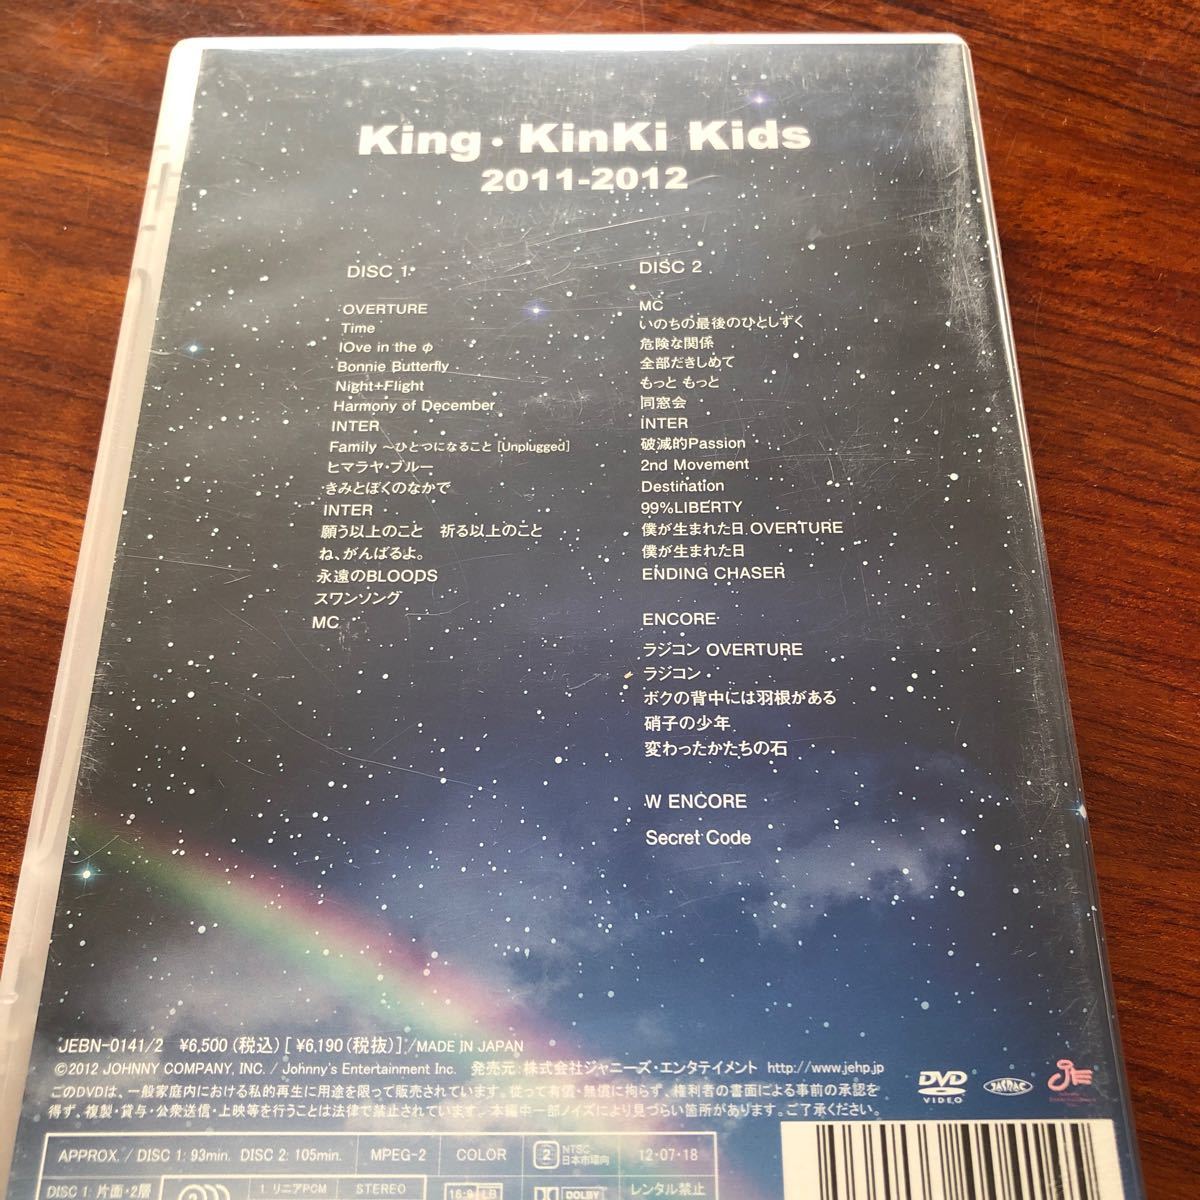 King・KinKi Kids
2011-2012
DISC 1
OVERTURE
Time
lOve in the φ
Bonnie Butterfly
Night+Flight
Harmony of December
INTER
Family ～ひとつになること [Unplugged]
ヒマラヤ・ブルー
きみとぼくのなかで
INTER
願う以上のこと　祈る以上のこと
ね、がんばるよ。
永遠のBLOODS
スワンソング
MC
DISC 2
MC
いのちの最後のひとしずく
危険な関係
全部だきしめて
もっと もっと
同窓会
INTER
破滅的Passion
2nd Movement
Destination
99%LIBERTY
僕が生まれた日 OVERTURE
僕が生まれた日
ENDING CHASER
ENCORE
ラジコン OVERTURE
ラジコン
ボクの背中には羽根がある
硝子の少年
変わったかたちの石
W ENCORE
Secret Code
JEBN-0141/2 ¥6,500(税込)[ ¥6,190(税抜)]/MADE IN JAPAN
©2012 JOHNNY COMPANY, INC. / Johnny's Entertainment Inc. 発売元:株式会社ジャニーズ・エンタテイメント http://www.jehp.jp
このDVDは、一般家庭内における私的再生に用途を限って販売されています。従って有償・無償に拘らず、権利者の書面による事前の承認を
得ず、複製・貸与・公衆送信・上映等を行うことは法律で禁止されています。本編中一部ノイズにより見づらい箇所があります。ご了承ください。
DVD
VIDEO
JASRAC
APPROX. / DISC 1: 93min. DISC 2: 105min.
MPEG-2
COLOR
2
NTSC
日本市場向
12・07・18
DISC 1: 片面・2層
1. リニアPCM
STEREO
16:9 LB
DOLBY
レンタル禁止